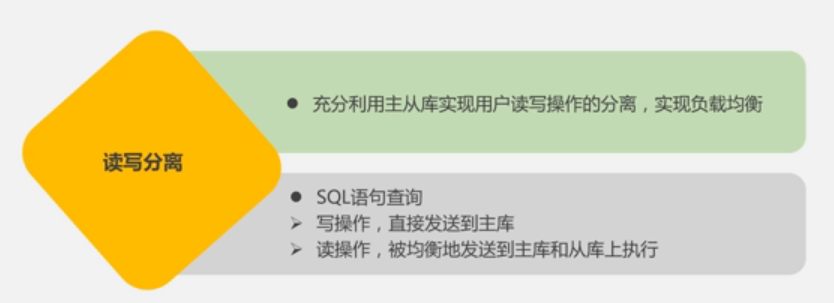 读写分离
● 充分利用主从库实现用户读写操作的分离，实现负载均衡
● SQL语句查询
➢ 写操作，直接发送到主库
➢ 读操作，被均衡地发送到主库和从库上执行